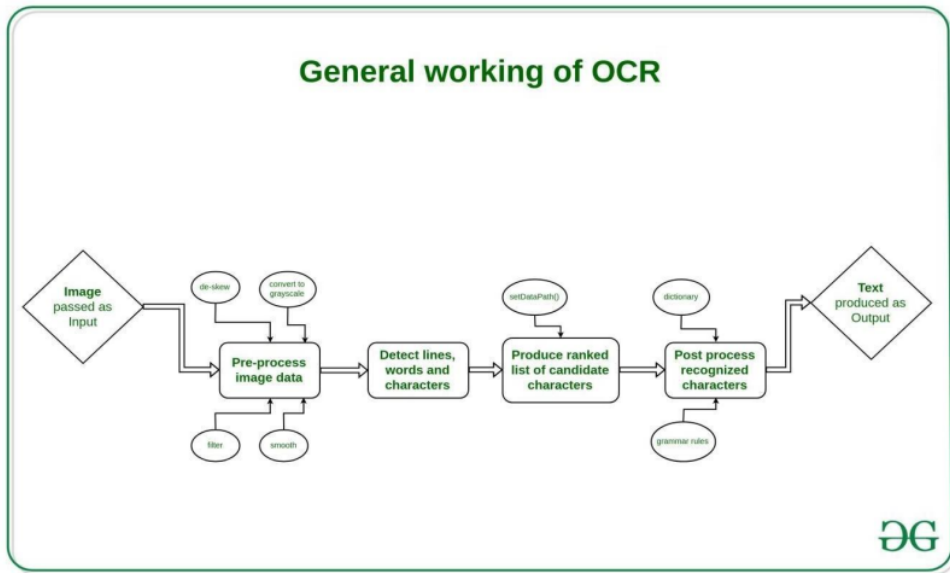 General working of OCR
Image
passed as
Input
de-skew
convert to
grayscale
Pre-process
image data
filter
smooth
Detect lines,
words and
characters
setDataPath()
Produce ranked
list of candidate
characters
dictionary
Post process
recognized
characters
grammar rules
Text
produced as
Output